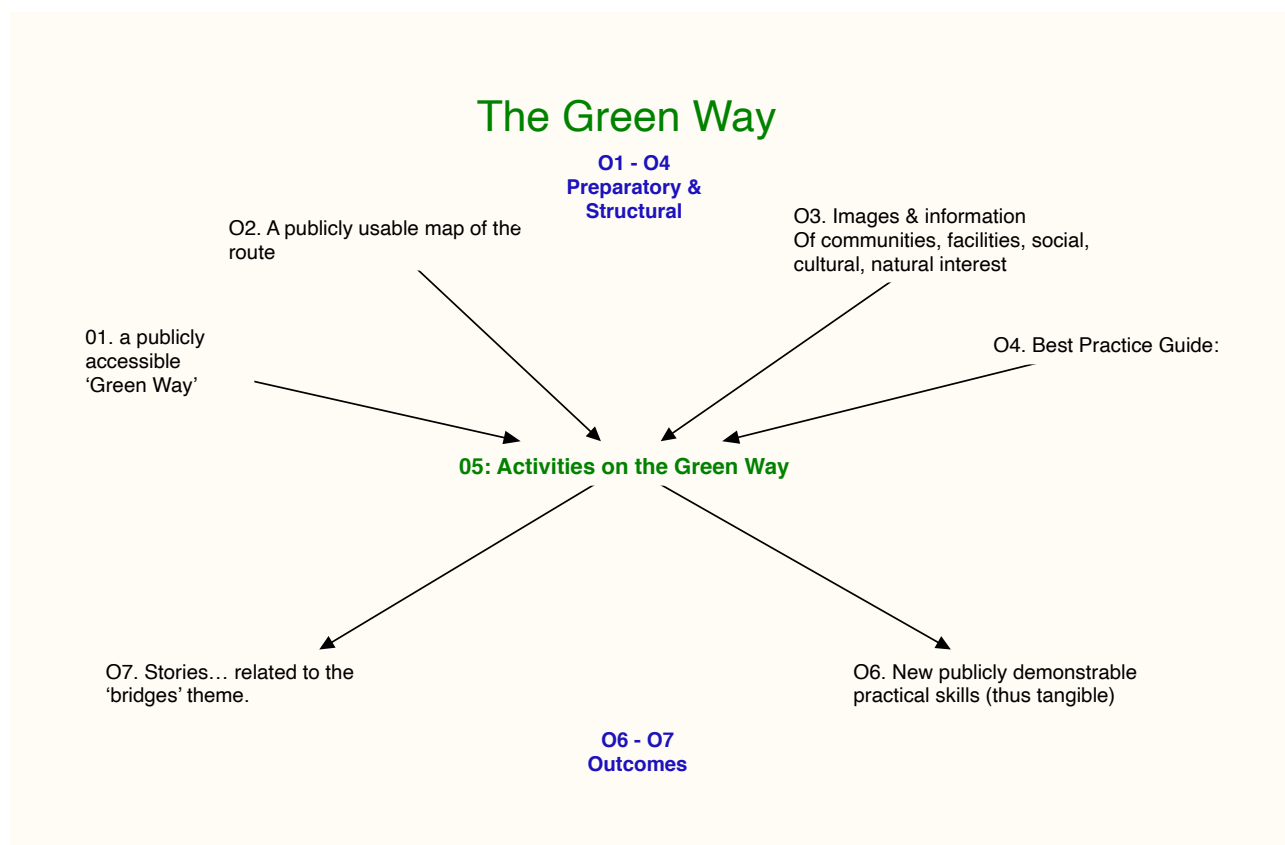 The Green Way
O1 - O4
Preparatory &
Structural
O2. A publicly usable map of the
route
O3. Images & information
Of communities, facilities, social,
cultural, natural interest
01. a publicly
accessible
‘Green Way’
O4. Best Practice Guide:
05: Activities on the Green Way
O7. Stories… related to the
‘bridges’ theme.
O6. New publicly demonstrable
practical skills (thus tangible)
O6 - O7
Outcomes